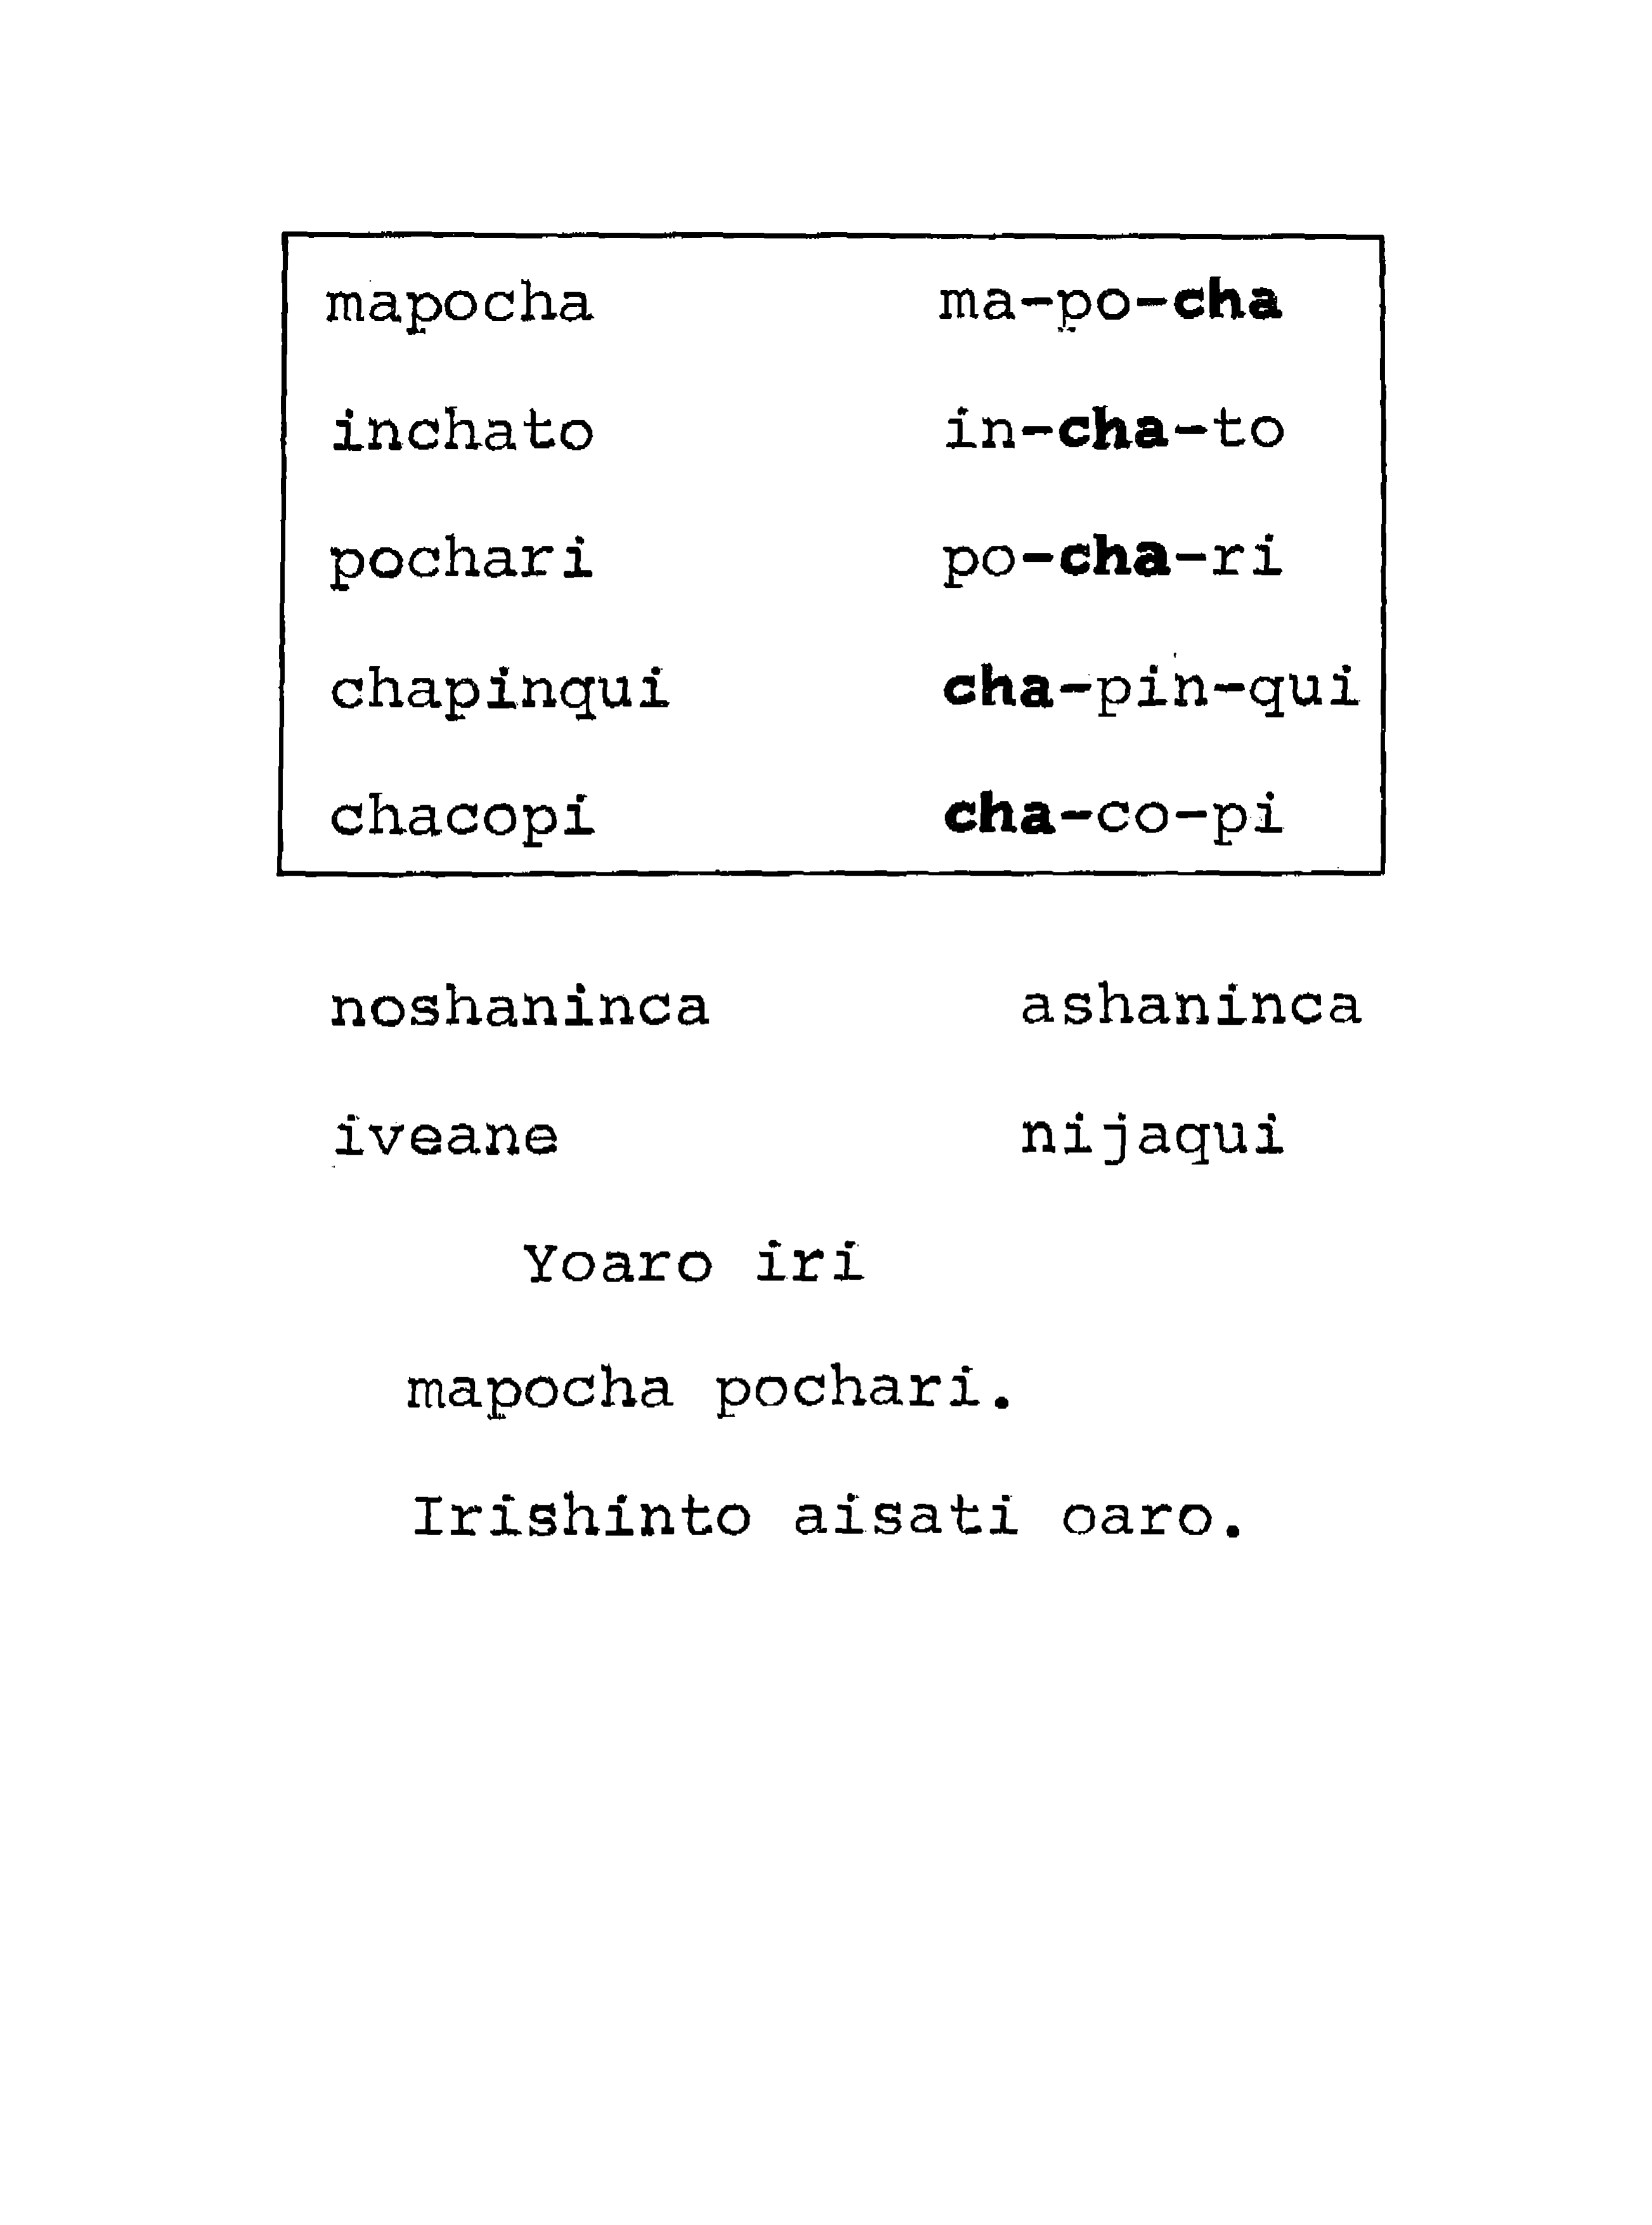 mapocha ma-po-cha
inchato in-cha-to
pochari po-cha-ri
chapinqui cha-pin-qui
chacopi cha-co-pi
noshaninca ashaninca
iveane nijaqui
Yoaro iri
mapocha pochari.
Irishinto aisati oaro.